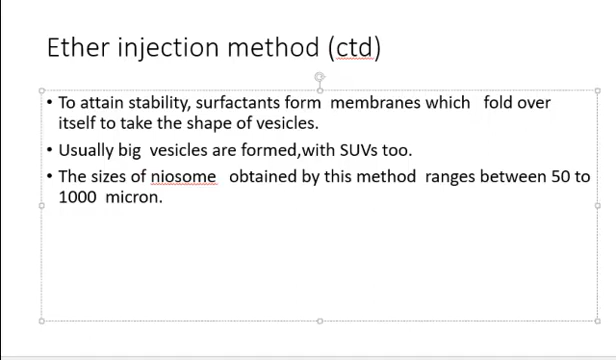 Ether injection method (ctd)
• To attain stability, surfactants form membranes which fold over
itself to take the shape of vesicles.
• Usually big vesicles are formed,with SUVs too.
• The sizes of niosome obtained by this method ranges between 50 to
1000 micron.